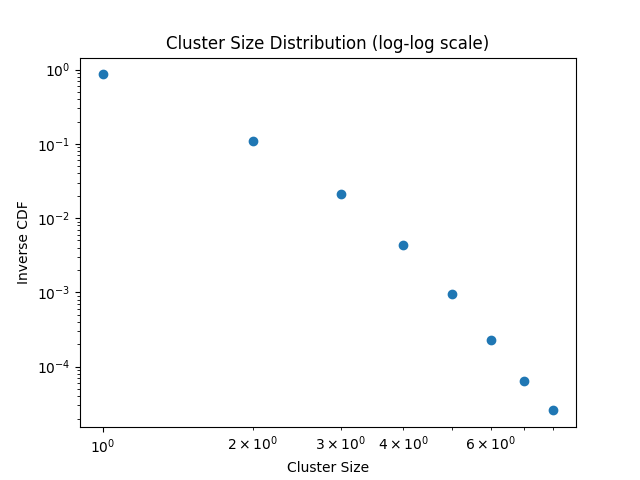 Cluster Size Distribution (log-log scale)
10⁰
10⁻¹
10⁻²
10⁻³
10⁻⁴
Inverse CDF
10⁰
2 × 10⁰
3 × 10⁰
4 × 10⁰
6 × 10⁰
Cluster Size